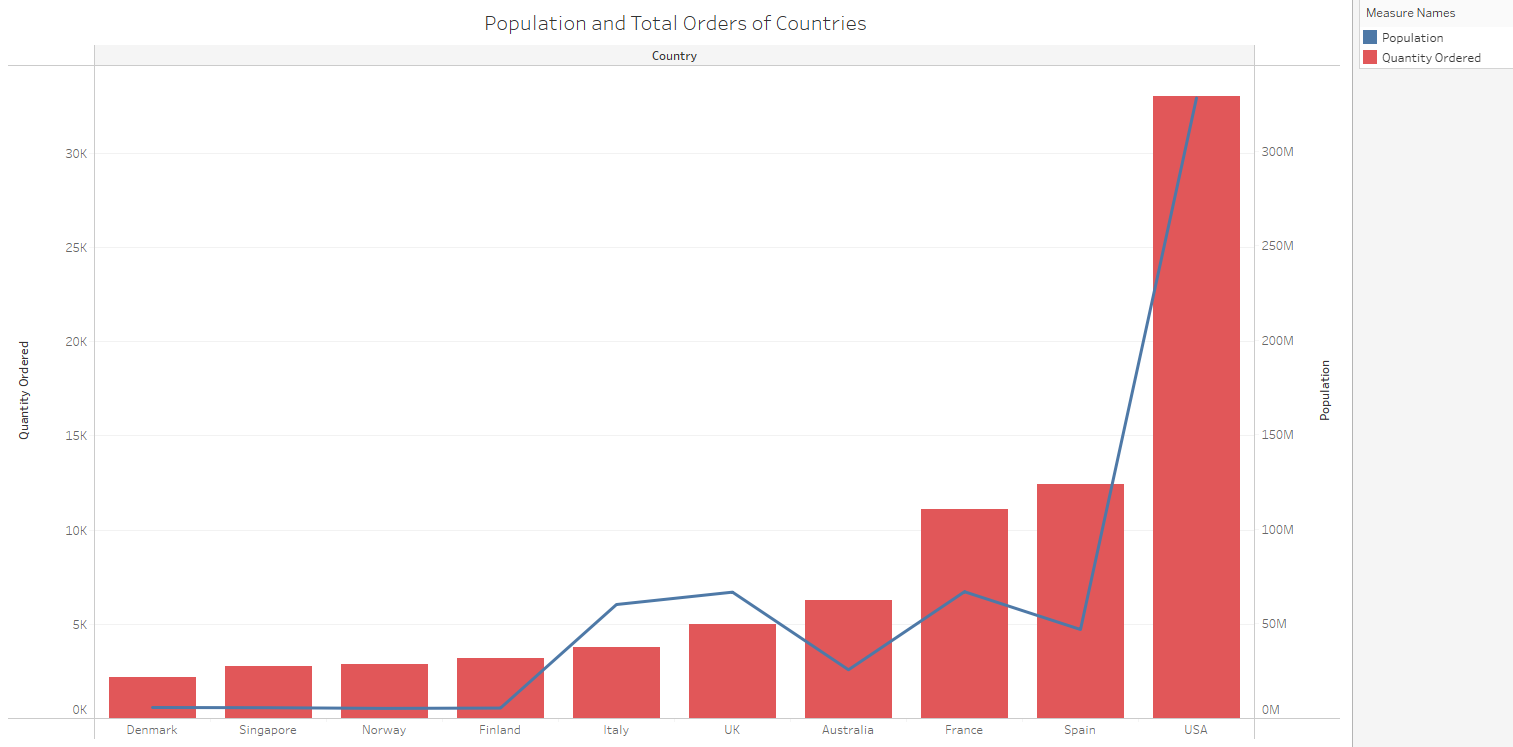 Population and Total Orders of Countries
Measure Names
Population
Quantity Ordered
Country
30K
25K
20K
15K
10K
5K
0K
Quantity Ordered
300M
250M
200M
150M
100M
50M
0M
Population
Denmark Singapore Norway Finland Italy UK Australia France Spain USA